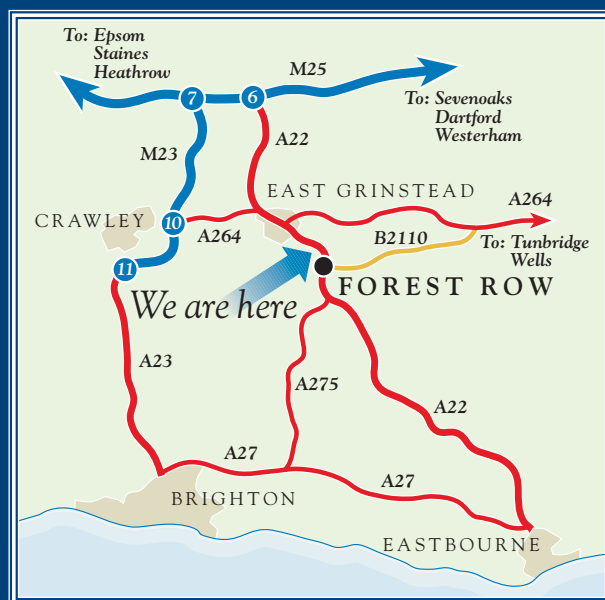 To: Epsom
Staines
Heathrow
M25
7
6
To: Sevenoaks
Dartford
Westerham
A22
M23
EAST GRINSTEAD
A264
CRAWLEY
10
A264
B2110
To: Tunbridge
Wells
11
FOREST ROW
We are here
A23
A275
A22
A27
A27
BRIGHTON
EASTBOURNE